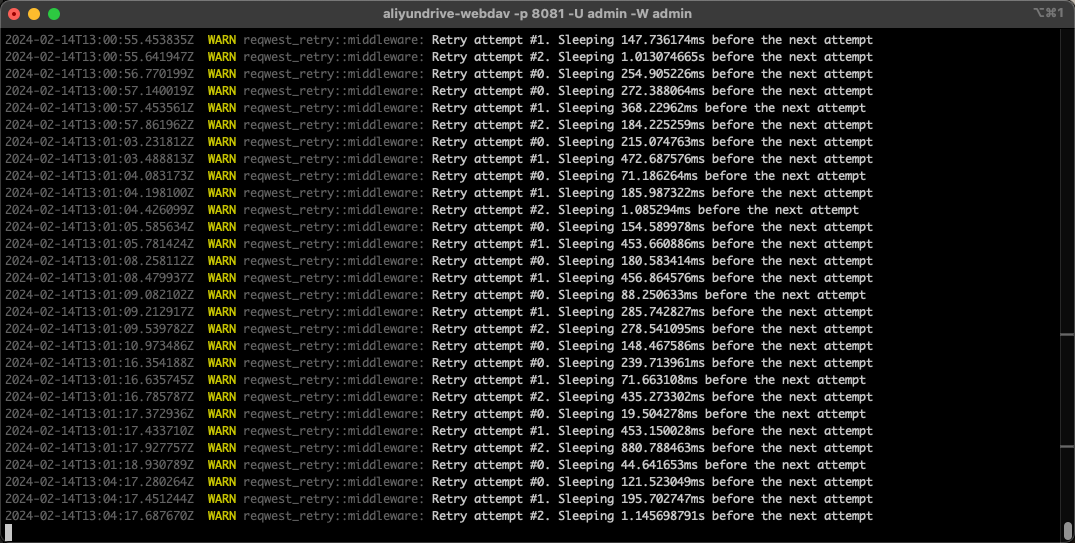 aliyundrive-webdav -p 8081 -U admin -W admin
⌥⌘1
2024-02-14T13:00:55.453835Z  WARN reqwest_retry::middleware: Retry attempt #1. Sleeping 147.736174ms before the next attempt
2024-02-14T13:00:55.641947Z  WARN reqwest_retry::middleware: Retry attempt #2. Sleeping 1.013074665s before the next attempt
2024-02-14T13:00:56.770199Z  WARN reqwest_retry::middleware: Retry attempt #0. Sleeping 254.905226ms before the next attempt
2024-02-14T13:00:57.140019Z  WARN reqwest_retry::middleware: Retry attempt #0. Sleeping 272.388064ms before the next attempt
2024-02-14T13:00:57.453561Z  WARN reqwest_retry::middleware: Retry attempt #1. Sleeping 368.22962ms before the next attempt
2024-02-14T13:00:57.861962Z  WARN reqwest_retry::middleware: Retry attempt #2. Sleeping 184.225259ms before the next attempt
2024-02-14T13:01:03.231812Z  WARN reqwest_retry::middleware: Retry attempt #0. Sleeping 215.074763ms before the next attempt
2024-02-14T13:01:03.488813Z  WARN reqwest_retry::middleware: Retry attempt #1. Sleeping 472.687576ms before the next attempt
2024-02-14T13:01:04.083173Z  WARN reqwest_retry::middleware: Retry attempt #0. Sleeping 71.186264ms before the next attempt
2024-02-14T13:01:04.198100Z  WARN reqwest_retry::middleware: Retry attempt #1. Sleeping 185.987322ms before the next attempt
2024-02-14T13:01:04.426099Z  WARN reqwest_retry::middleware: Retry attempt #2. Sleeping 1.085294ms before the next attempt
2024-02-14T13:01:05.585634Z  WARN reqwest_retry::middleware: Retry attempt #0. Sleeping 154.589978ms before the next attempt
2024-02-14T13:01:05.781424Z  WARN reqwest_retry::middleware: Retry attempt #1. Sleeping 453.660886ms before the next attempt
2024-02-14T13:01:08.258112Z  WARN reqwest_retry::middleware: Retry attempt #0. Sleeping 180.583414ms before the next attempt
2024-02-14T13:01:08.479937Z  WARN reqwest_retry::middleware: Retry attempt #1. Sleeping 456.864576ms before the next attempt
2024-02-14T13:01:09.082102Z  WARN reqwest_retry::middleware: Retry attempt #0. Sleeping 88.250633ms before the next attempt
2024-02-14T13:01:09.212917Z  WARN reqwest_retry::middleware: Retry attempt #1. Sleeping 285.742827ms before the next attempt
2024-02-14T13:01:09.539782Z  WARN reqwest_retry::middleware: Retry attempt #2. Sleeping 278.541095ms before the next attempt
2024-02-14T13:01:10.973486Z  WARN reqwest_retry::middleware: Retry attempt #0. Sleeping 148.467586ms before the next attempt
2024-02-14T13:01:16.354188Z  WARN reqwest_retry::middleware: Retry attempt #0. Sleeping 239.713961ms before the next attempt
2024-02-14T13:01:16.635745Z  WARN reqwest_retry::middleware: Retry attempt #1. Sleeping 71.663108ms before the next attempt
2024-02-14T13:01:16.785787Z  WARN reqwest_retry::middleware: Retry attempt #2. Sleeping 435.273302ms before the next attempt
2024-02-14T13:01:17.372936Z  WARN reqwest_retry::middleware: Retry attempt #0. Sleeping 19.504278ms before the next attempt
2024-02-14T13:01:17.433710Z  WARN reqwest_retry::middleware: Retry attempt #1. Sleeping 453.150028ms before the next attempt
2024-02-14T13:01:17.927757Z  WARN reqwest_retry::middleware: Retry attempt #2. Sleeping 880.788463ms before the next attempt
2024-02-14T13:01:18.930789Z  WARN reqwest_retry::middleware: Retry attempt #0. Sleeping 44.641653ms before the next attempt
2024-02-14T13:04:17.280264Z  WARN reqwest_retry::middleware: Retry attempt #0. Sleeping 121.523049ms before the next attempt
2024-02-14T13:04:17.451244Z  WARN reqwest_retry::middleware: Retry attempt #1. Sleeping 195.702747ms before the next attempt
2024-02-14T13:04:17.687670Z  WARN reqwest_retry::middleware: Retry attempt #2. Sleeping 1.145698791s before the next attempt